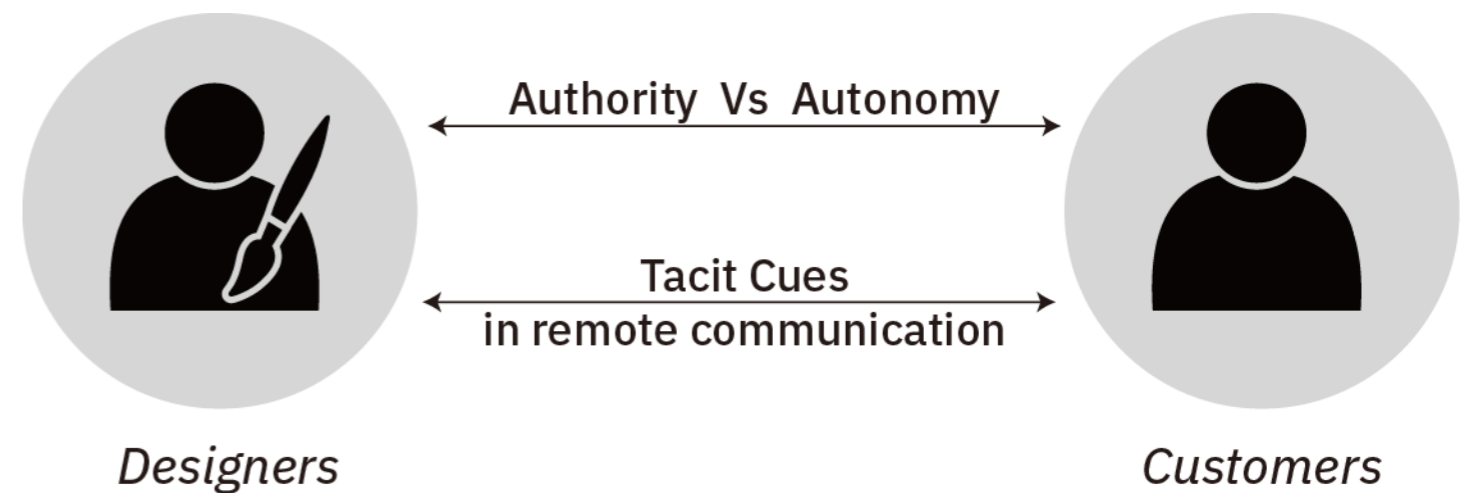 Authority Vs Autonomy
Tacit Cues
in remote communication
Designers
Customers